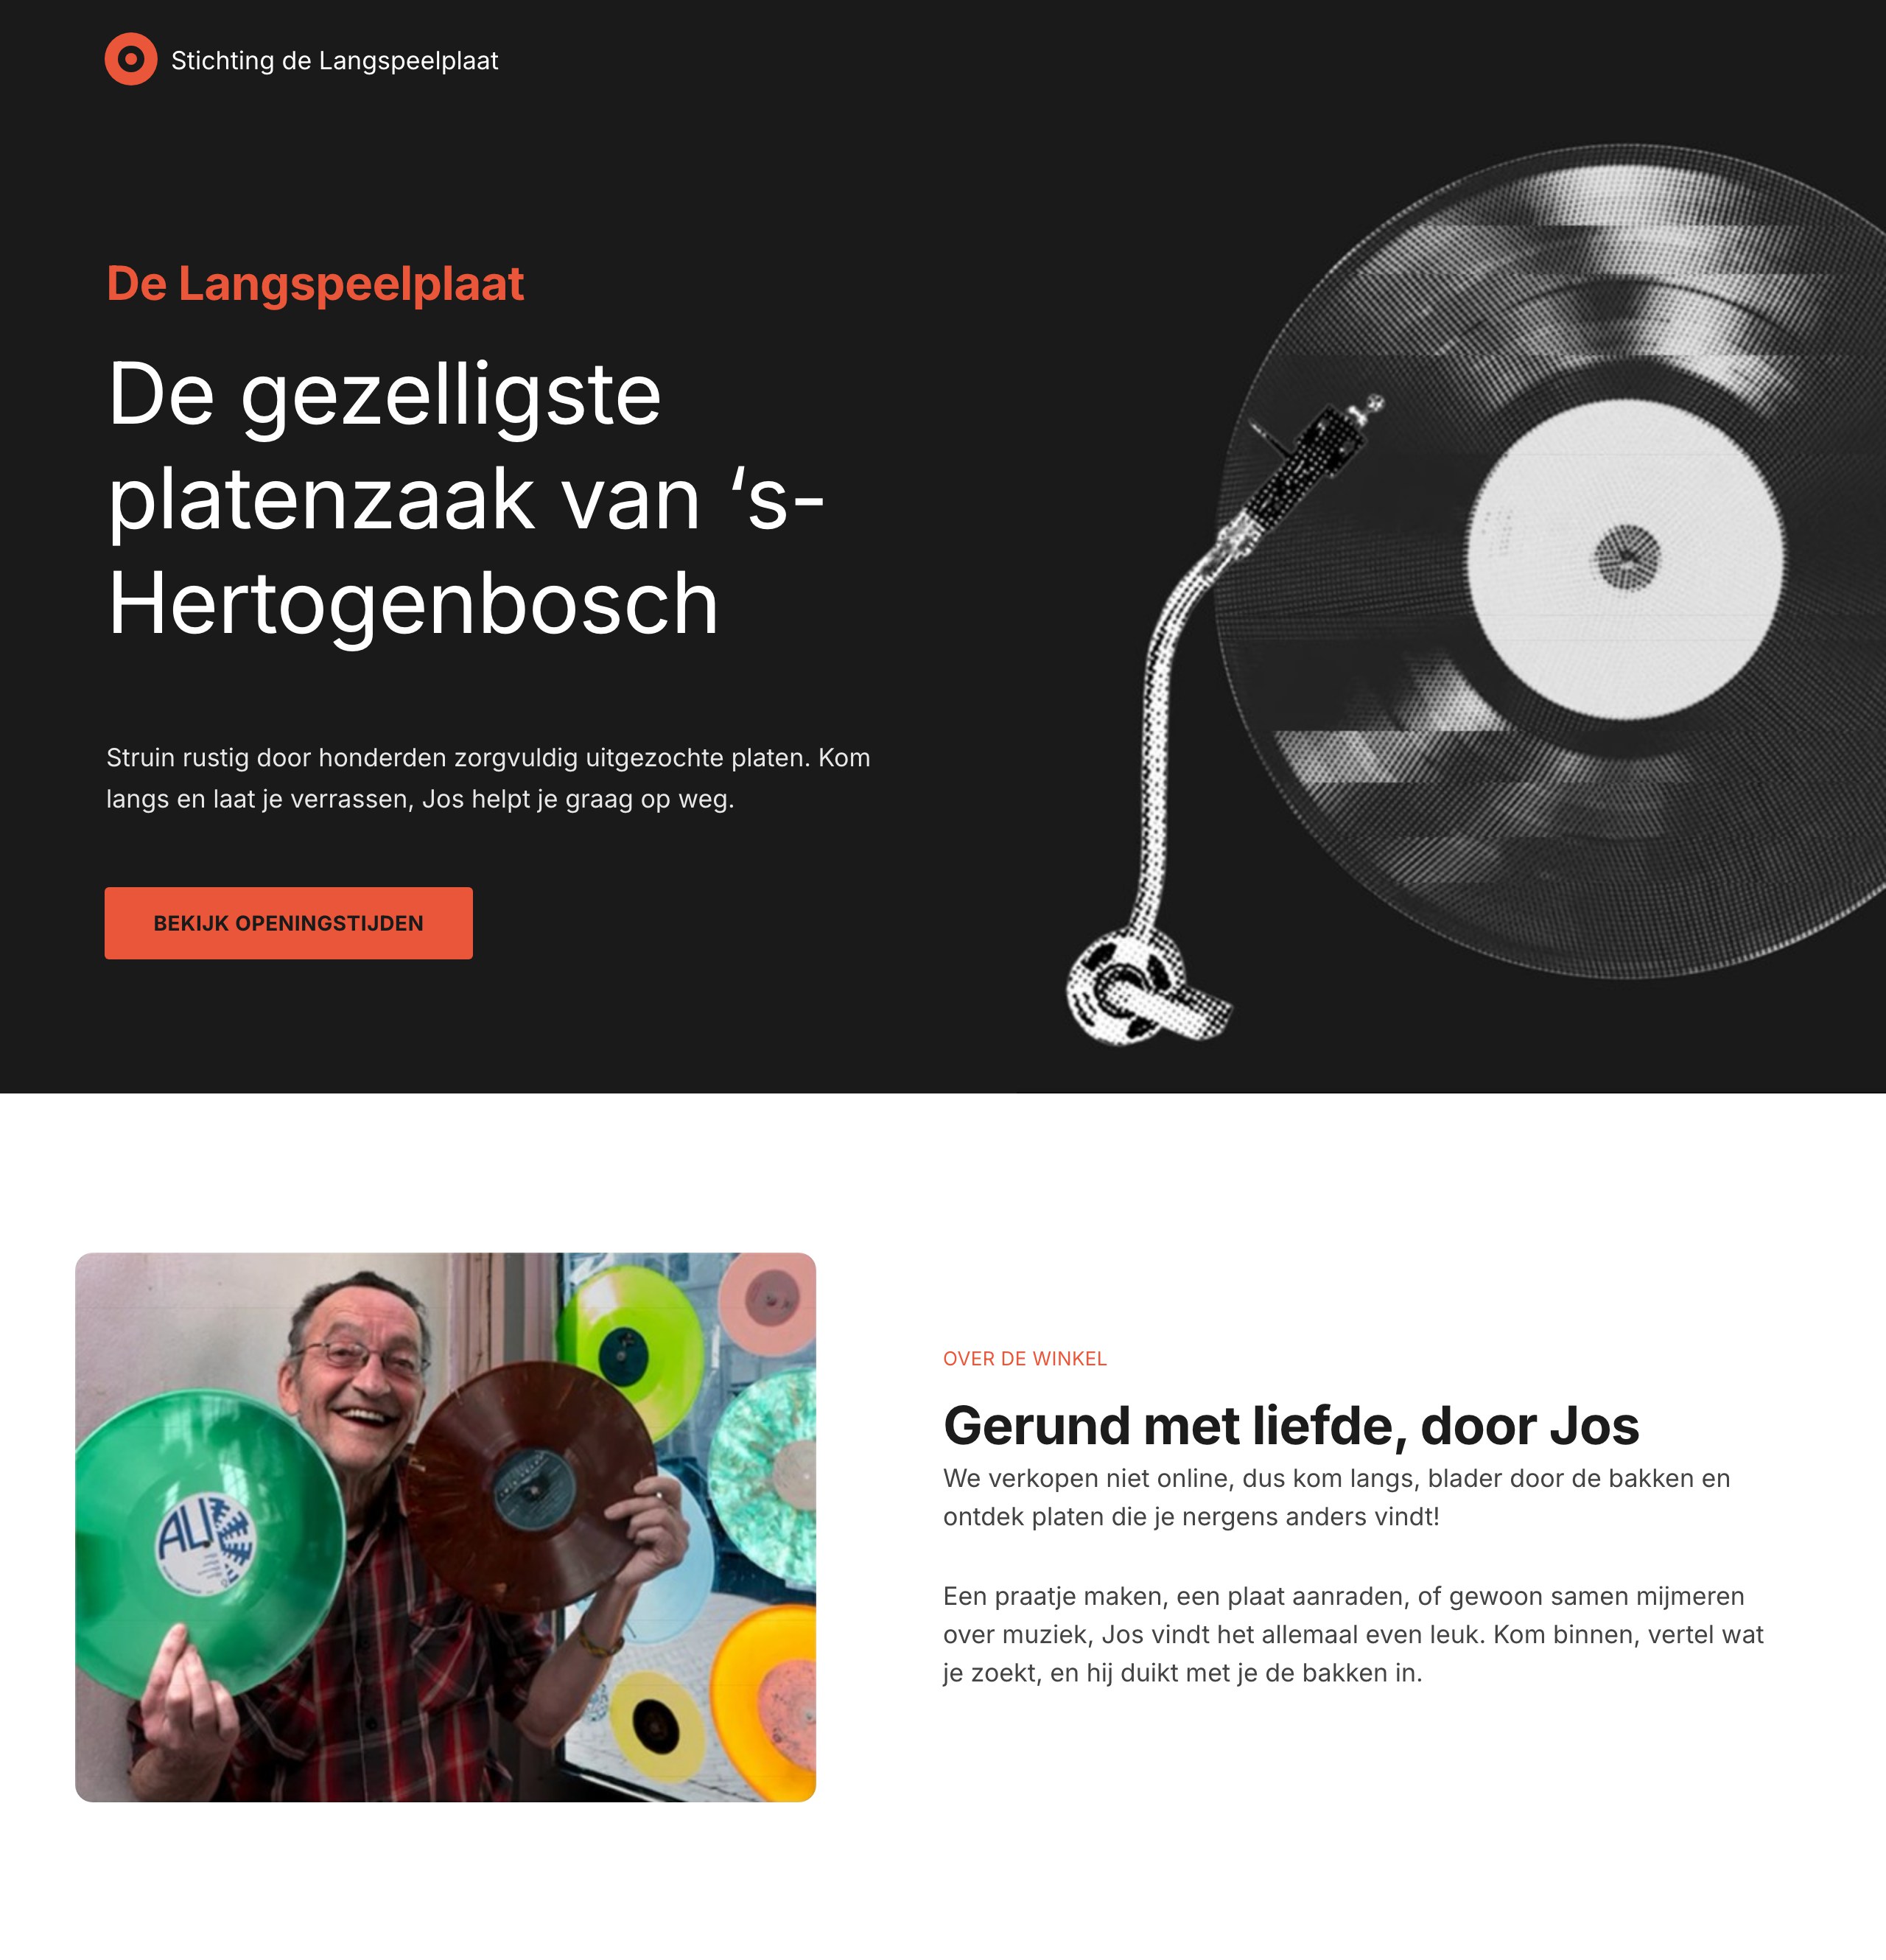 Stichting de Langspeelplaat
De Langspeelplaat
De gezelligste
platenzaak van ‘s-
Hertogenbosch
Struin rustig door honderden zorgvuldig uitgezochte platen. Kom
langs en laat je verrassen, Jos helpt je graag op weg.
BEKIJK OPENINGSTIJDEN
OVER DE WINKEL
Gerund met liefde, door Jos
We verkopen niet online, dus kom langs, blader door de bakken en
ontdek platen die je nergens anders vindt!
Een praatje maken, een plaat aanraden, of gewoon samen mijmeren
over muziek, Jos vindt het allemaal even leuk. Kom binnen, vertel wat
je zoekt, en hij duikt met je de bakken in.